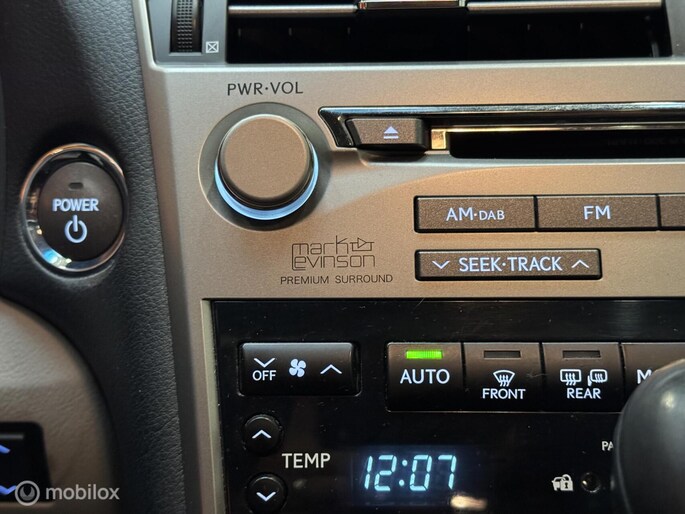 PWR·VOL
POWER
AM·DAB
FM
mark Levinson
SEEK·TRACK
PREMIUM SURROUND
OFF
AUTO
FRONT
REAR
M
TEMP
12:07
PA
mobilox